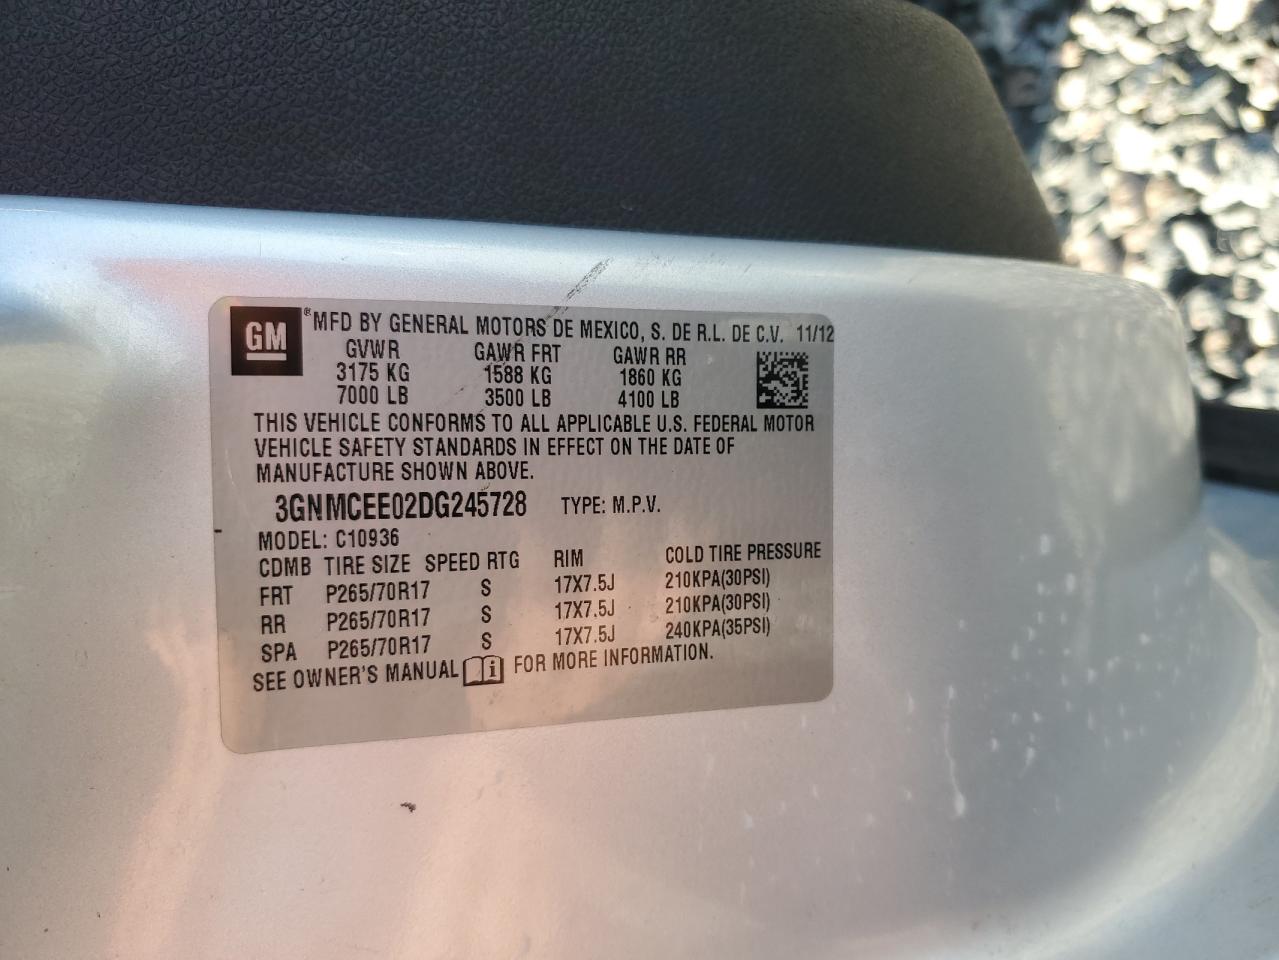 GM ® MFD BY GENERAL MOTORS DE MEXICO, S. DE R.L. DE C.V. 11/12
GVWR GAWR FRT GAWR RR
3175 KG 1588 KG 1860 KG
7000 LB 3500 LB 4100 LB
THIS VEHICLE CONFORMS TO ALL APPLICABLE U.S. FEDERAL MOTOR
VEHICLE SAFETY STANDARDS IN EFFECT ON THE DATE OF
MANUFACTURE SHOWN ABOVE.
3GNMCEE02DG245728 TYPE: M.P.V.
MODEL: C10936
CDMB TIRE SIZE SPEED RTG RIM COLD TIRE PRESSURE
FRT P265/70R17 S 17X7.5J 210KPA(30PSI)
RR P265/70R17 S 17X7.5J 210KPA(30PSI)
SPA P265/70R17 S 17X7.5J 240KPA(35PSI)
SEE OWNER'S MANUAL i FOR MORE INFORMATION.